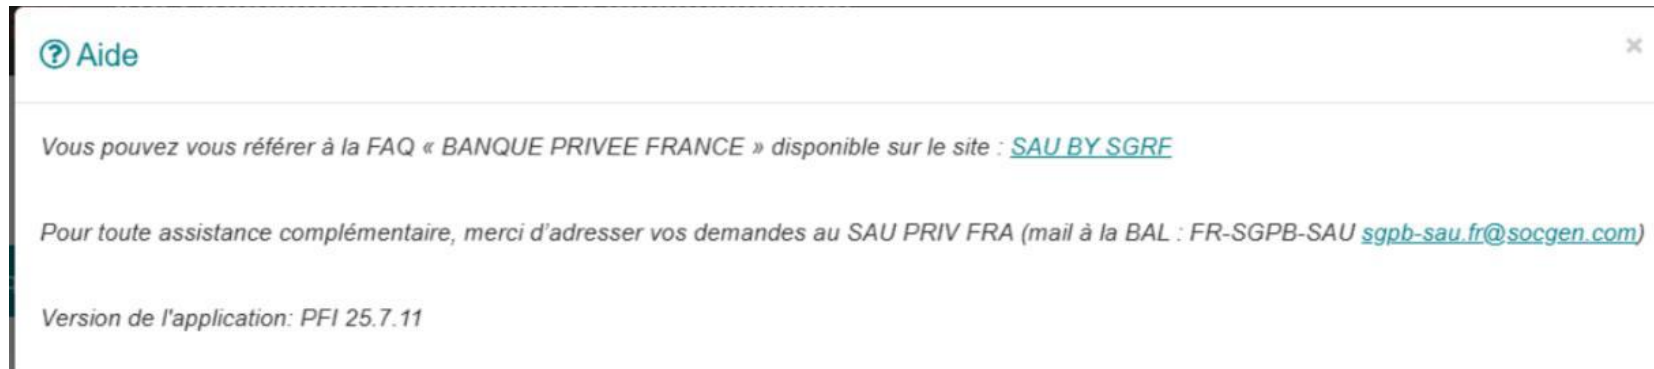 Aide
Vous pouvez vous référer à la FAQ « BANQUE PRIVEE FRANCE » disponible sur le site : SAU BY SGRF
Pour toute assistance complémentaire, merci d'adresser vos demandes au SAU PRIV FRA (mail à la BAL : FR-SGPB-SAU sgpb-sau.fr@socgen.com)
Version de l'application: PFI 25.7.11